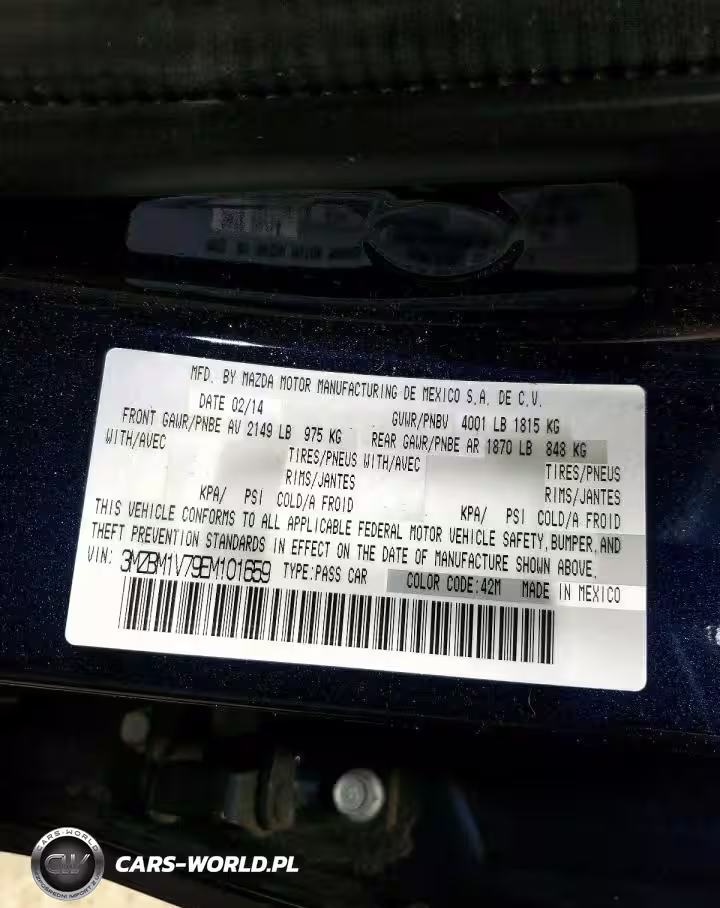 MFD. BY MAZDA MOTOR MANUFACTURING DE MEXICO S.A. DE C.V.
DATE 02/14 GVWR/PNBV 4001 LB 1815 KG
FRONT GAWR/PNBE AV 2149 LB 975 KG REAR GAWR/PNBE AR 1870 LB 848 KG
WITH/AVEC TIRES/PNEUS WITH/AVEC TIRES/PNEUS
RIMS/JANTES RIMS/JANTES
KPA/ PSI COLD/A FROID KPA/ PSI COLD/A FROID
THIS VEHICLE CONFORMS TO ALL APPLICABLE FEDERAL MOTOR VEHICLE SAFETY, BUMPER, AND
THEFT PREVENTION STANDARDS IN EFFECT ON THE DATE OF MANUFACTURE SHOWN ABOVE.
VIN: 3MZBM1V79EM101659 TYPE:PASS CAR COLOR CODE:42M MADE IN MEXICO
CARS-WORLD
CW
CARS-WORLD.PL